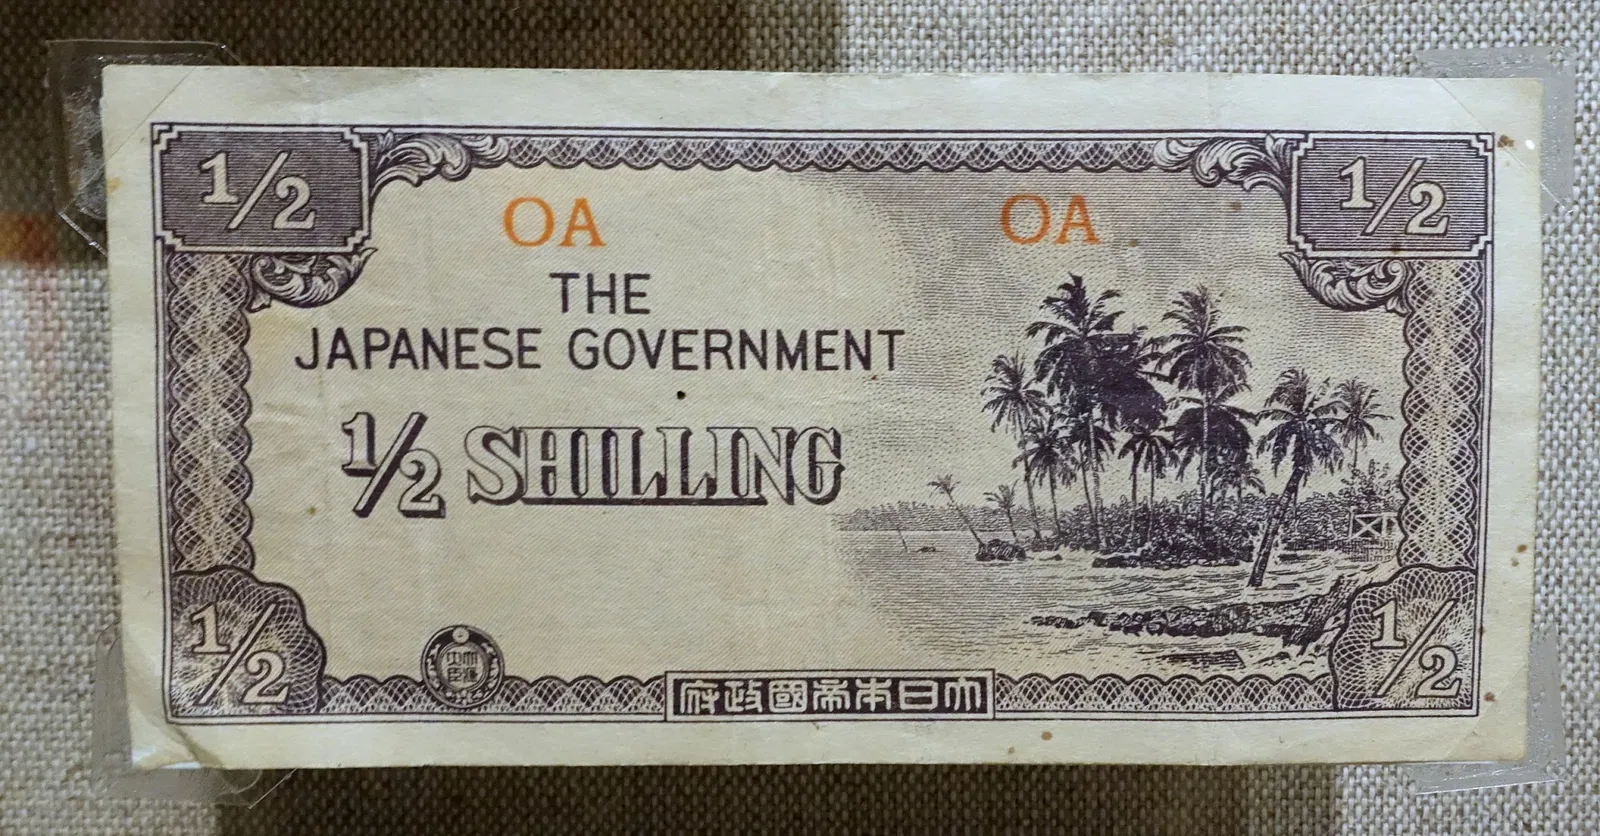 1/2 1/2
OA OA
THE
JAPANESE GOVERNMENT
1/2 SHILLING
1/2 1/2
府政國帝本日大